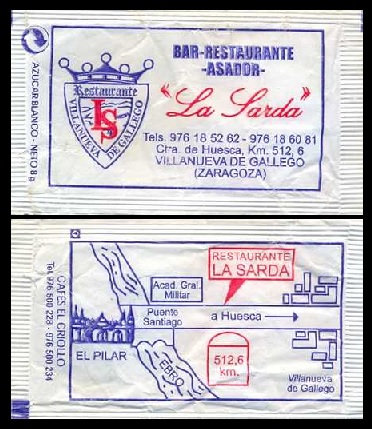 AZUCAR BLANCO - NETO 8 g
Restaurante
LS
VILLANUEVA
DE GALLEGO
BAR-RESTAURANTE
-ASADOR-
"La Sarda"
Tels. 976 18 52 62 - 976 18 60 81
Ctra. de Huesca, Km. 512, 6
VILLANUEVA DE GALLEGO
(ZARAGOZA)
CAFES EL CRIOLLO
Tel. 976 500 228 - 976 500 234
RESTAURANTE
LA SARDA
Acad. Gral.
Militar
Puente
Santiago
a Huesca
EL PILAR
EBRO
512,6
km.
Villanueva
de Gallego